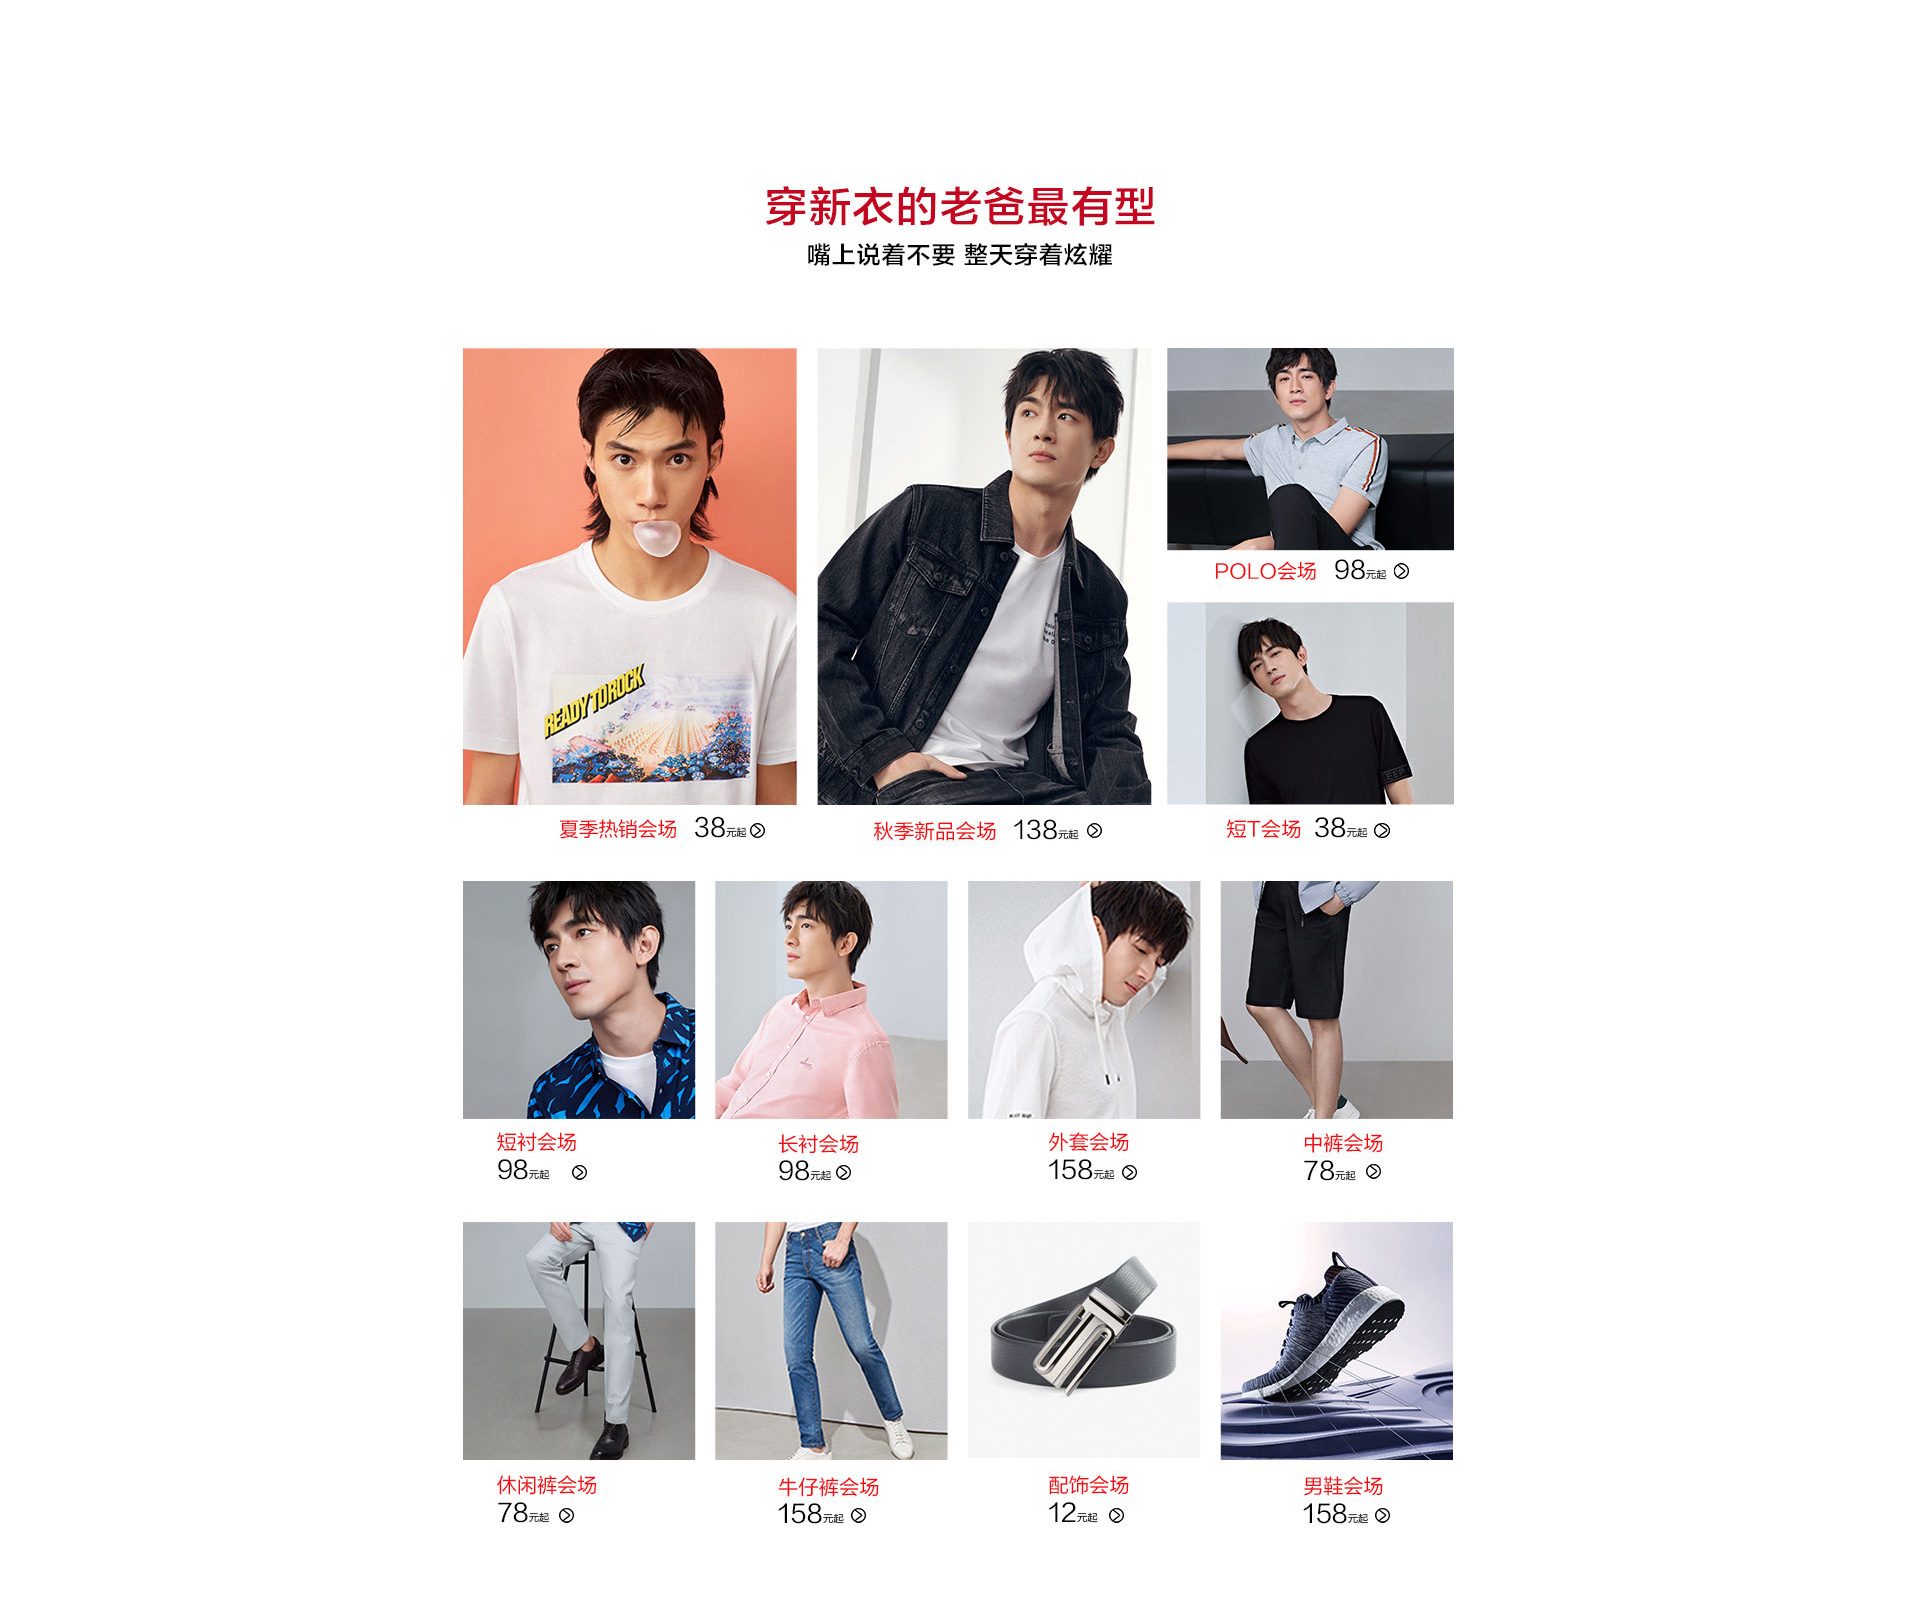 穿新衣的老爸最有型
嘴上说着不要 整天穿着炫耀
READY TO ROCK
POLO会场 98元起
夏季热销会场 38元起
秋季新品会场 138元起
短T会场 38元起
短衬会场
98元起
长衬会场
98元起
外套会场
158元起
中裤会场
78元起
休闲裤会场
78元起
牛仔裤会场
158元起
配饰会场
12元起
男鞋会场
158元起